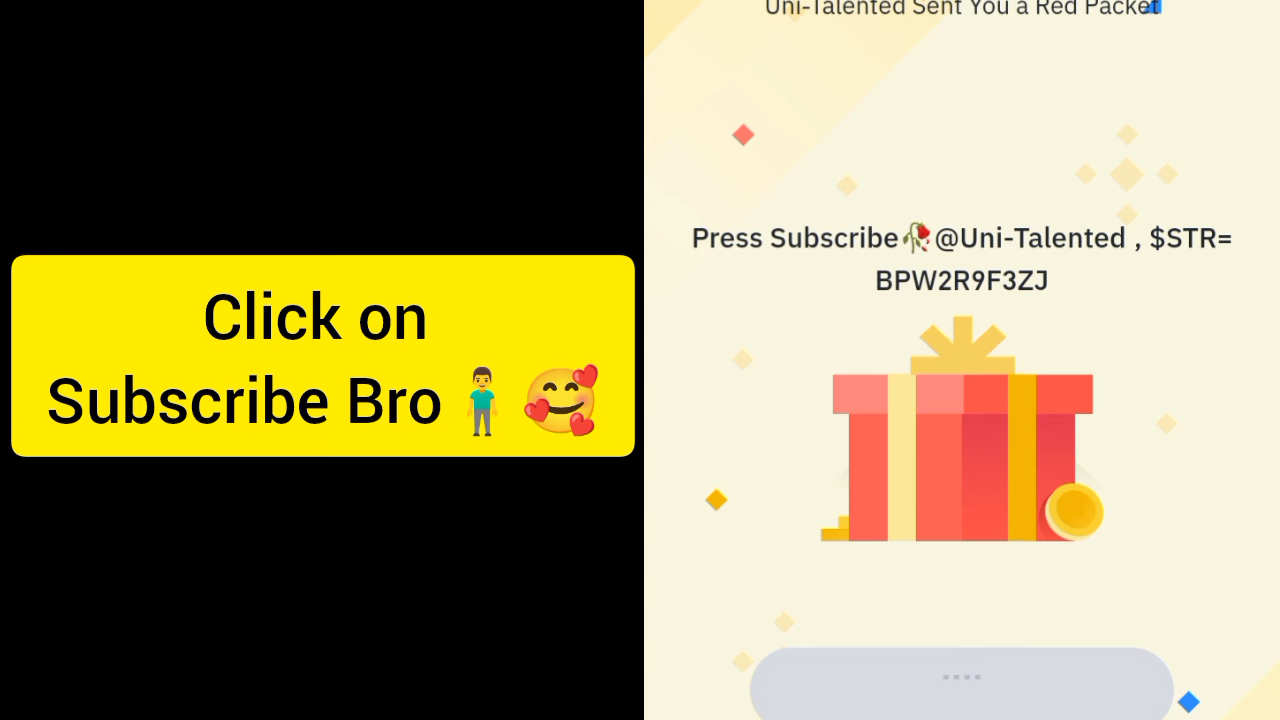 Click on
Subscribe Bro🧍‍♂️🥰
Uni-Talented Sent You a Red Packet
Press Subscribe🥀@Uni-Talented , $STR=
BPW2R9F3ZJ